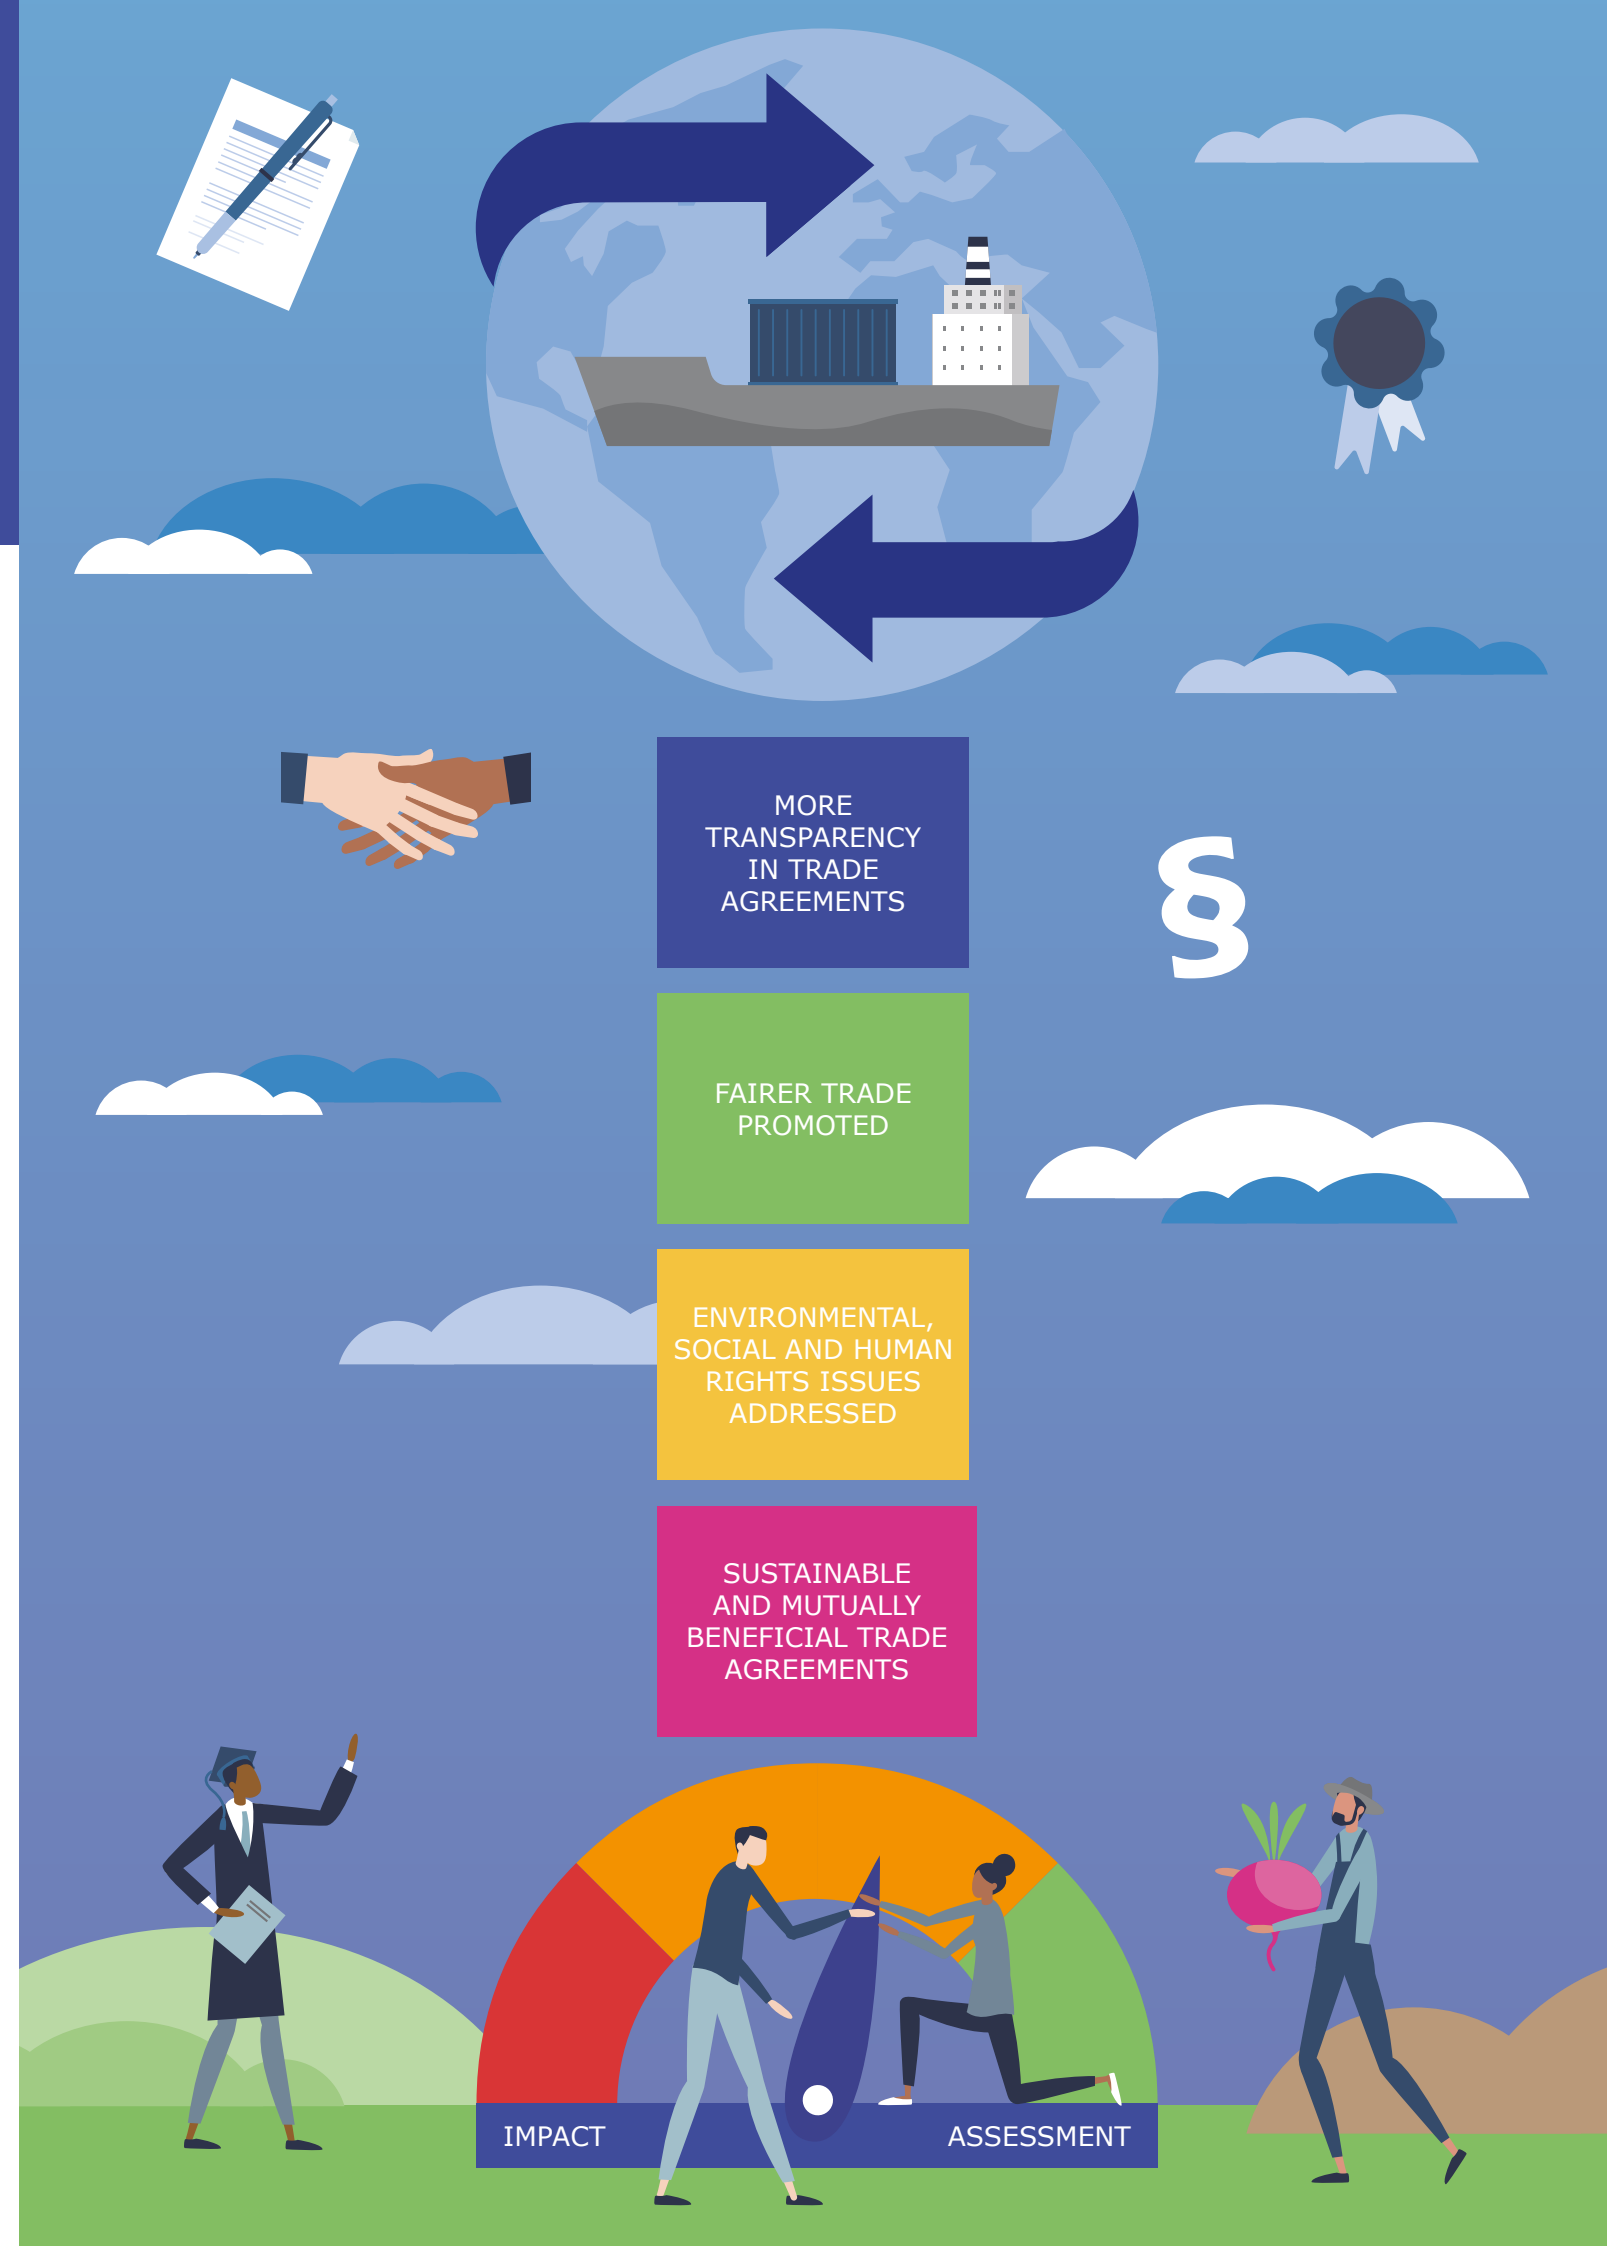 §
MORE
TRANSPARENCY
IN TRADE
AGREEMENTS
FAIRER TRADE
PROMOTED
ENVIRONMENTAL,
SOCIAL AND HUMAN
RIGHTS ISSUES
ADDRESSED
SUSTAINABLE
AND MUTUALLY
BENEFICIAL TRADE
AGREEMENTS
IMPACT
ASSESSMENT